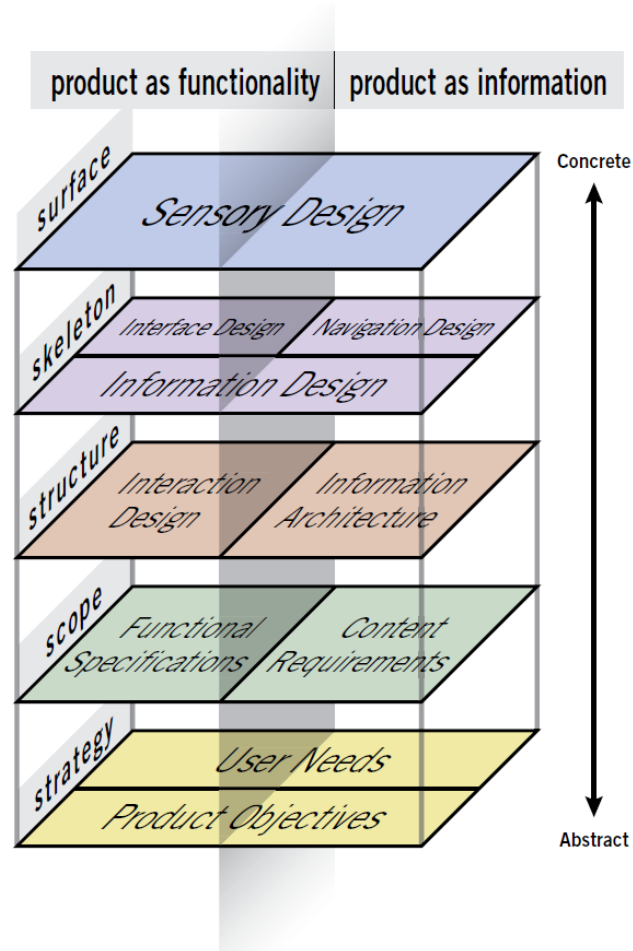 product as functionality
product as information
Concrete
surface
Sensory Design
skeleton
Interface Design
Navigation Design
Information Design
structure
Interaction
Design
Information
Architecture
scope
Functional
Specifications
Content
Requirements
strategy
User Needs
Product Objectives
Abstract